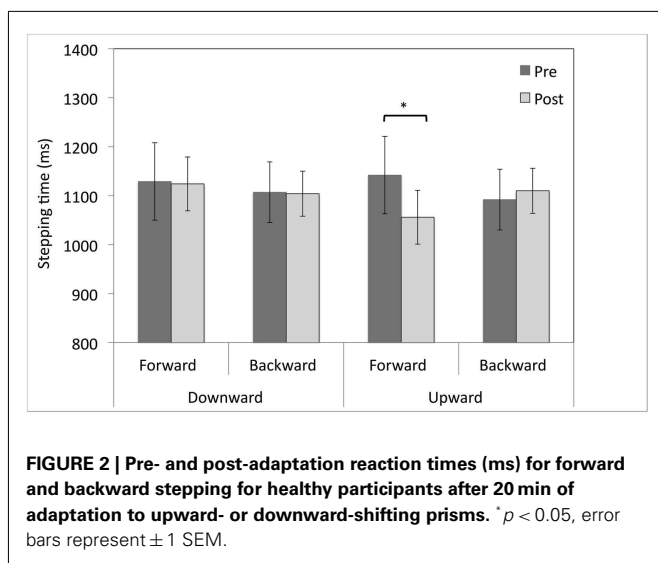 1400
1300
1200
1100
1000
900
800
Stepping time (ms)
Pre
Post
*
Forward Backward Forward Backward
Downward Upward
FIGURE 2 | Pre- and post-adaptation reaction times (ms) for forward
and backward stepping for healthy participants after 20 min of
adaptation to upward- or downward-shifting prisms. *p < 0.05, error
bars represent ± 1 SEM.